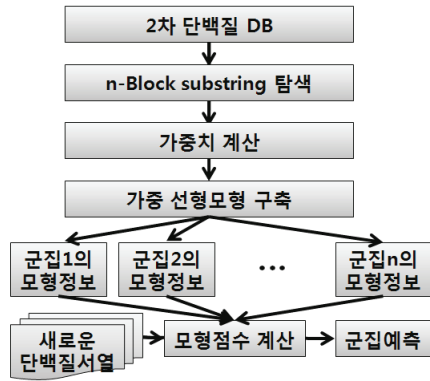 2차 단백질 DB
n-Block substring 탐색
가중치 계산
가중 선형모형 구축
군집1의
모형정보
군집2의
모형정보
...
군집n의
모형정보
새로운
단백질서열
모형점수 계산
군집예측